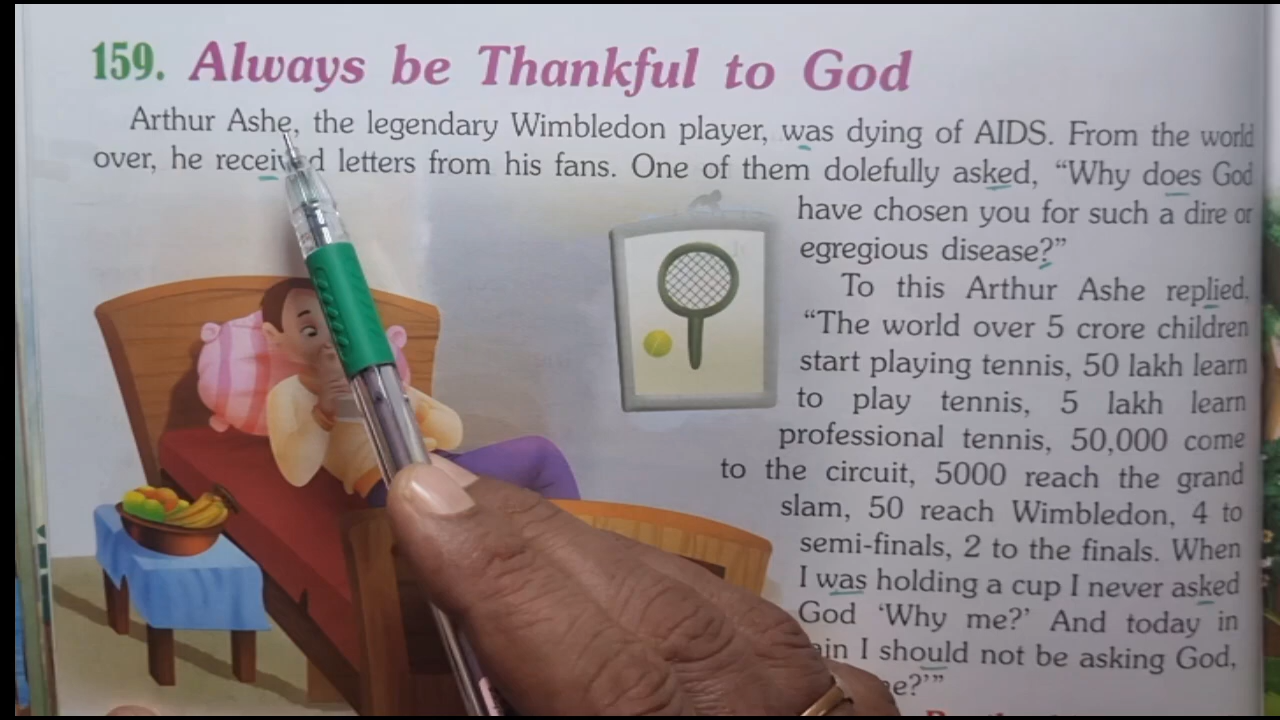 159. Always be Thankful to God
Arthur Ashe, the legendary Wimbledon player, was dying of AIDS. From the world
over, he received letters from his fans. One of them dolefully asked, “Why does God
have chosen you for such a dire or
egregious disease?”
To this Arthur Ashe replied,
“The world over 5 crore children
start playing tennis, 50 lakh learn
to play tennis, 5 lakh learn
professional tennis, 50,000 come
to the circuit, 5000 reach the grand
slam, 50 reach Wimbledon, 4 to
semi-finals, 2 to the finals. When
I was holding a cup I never asked
God ‘Why me?’ And today in
I should not be asking God,